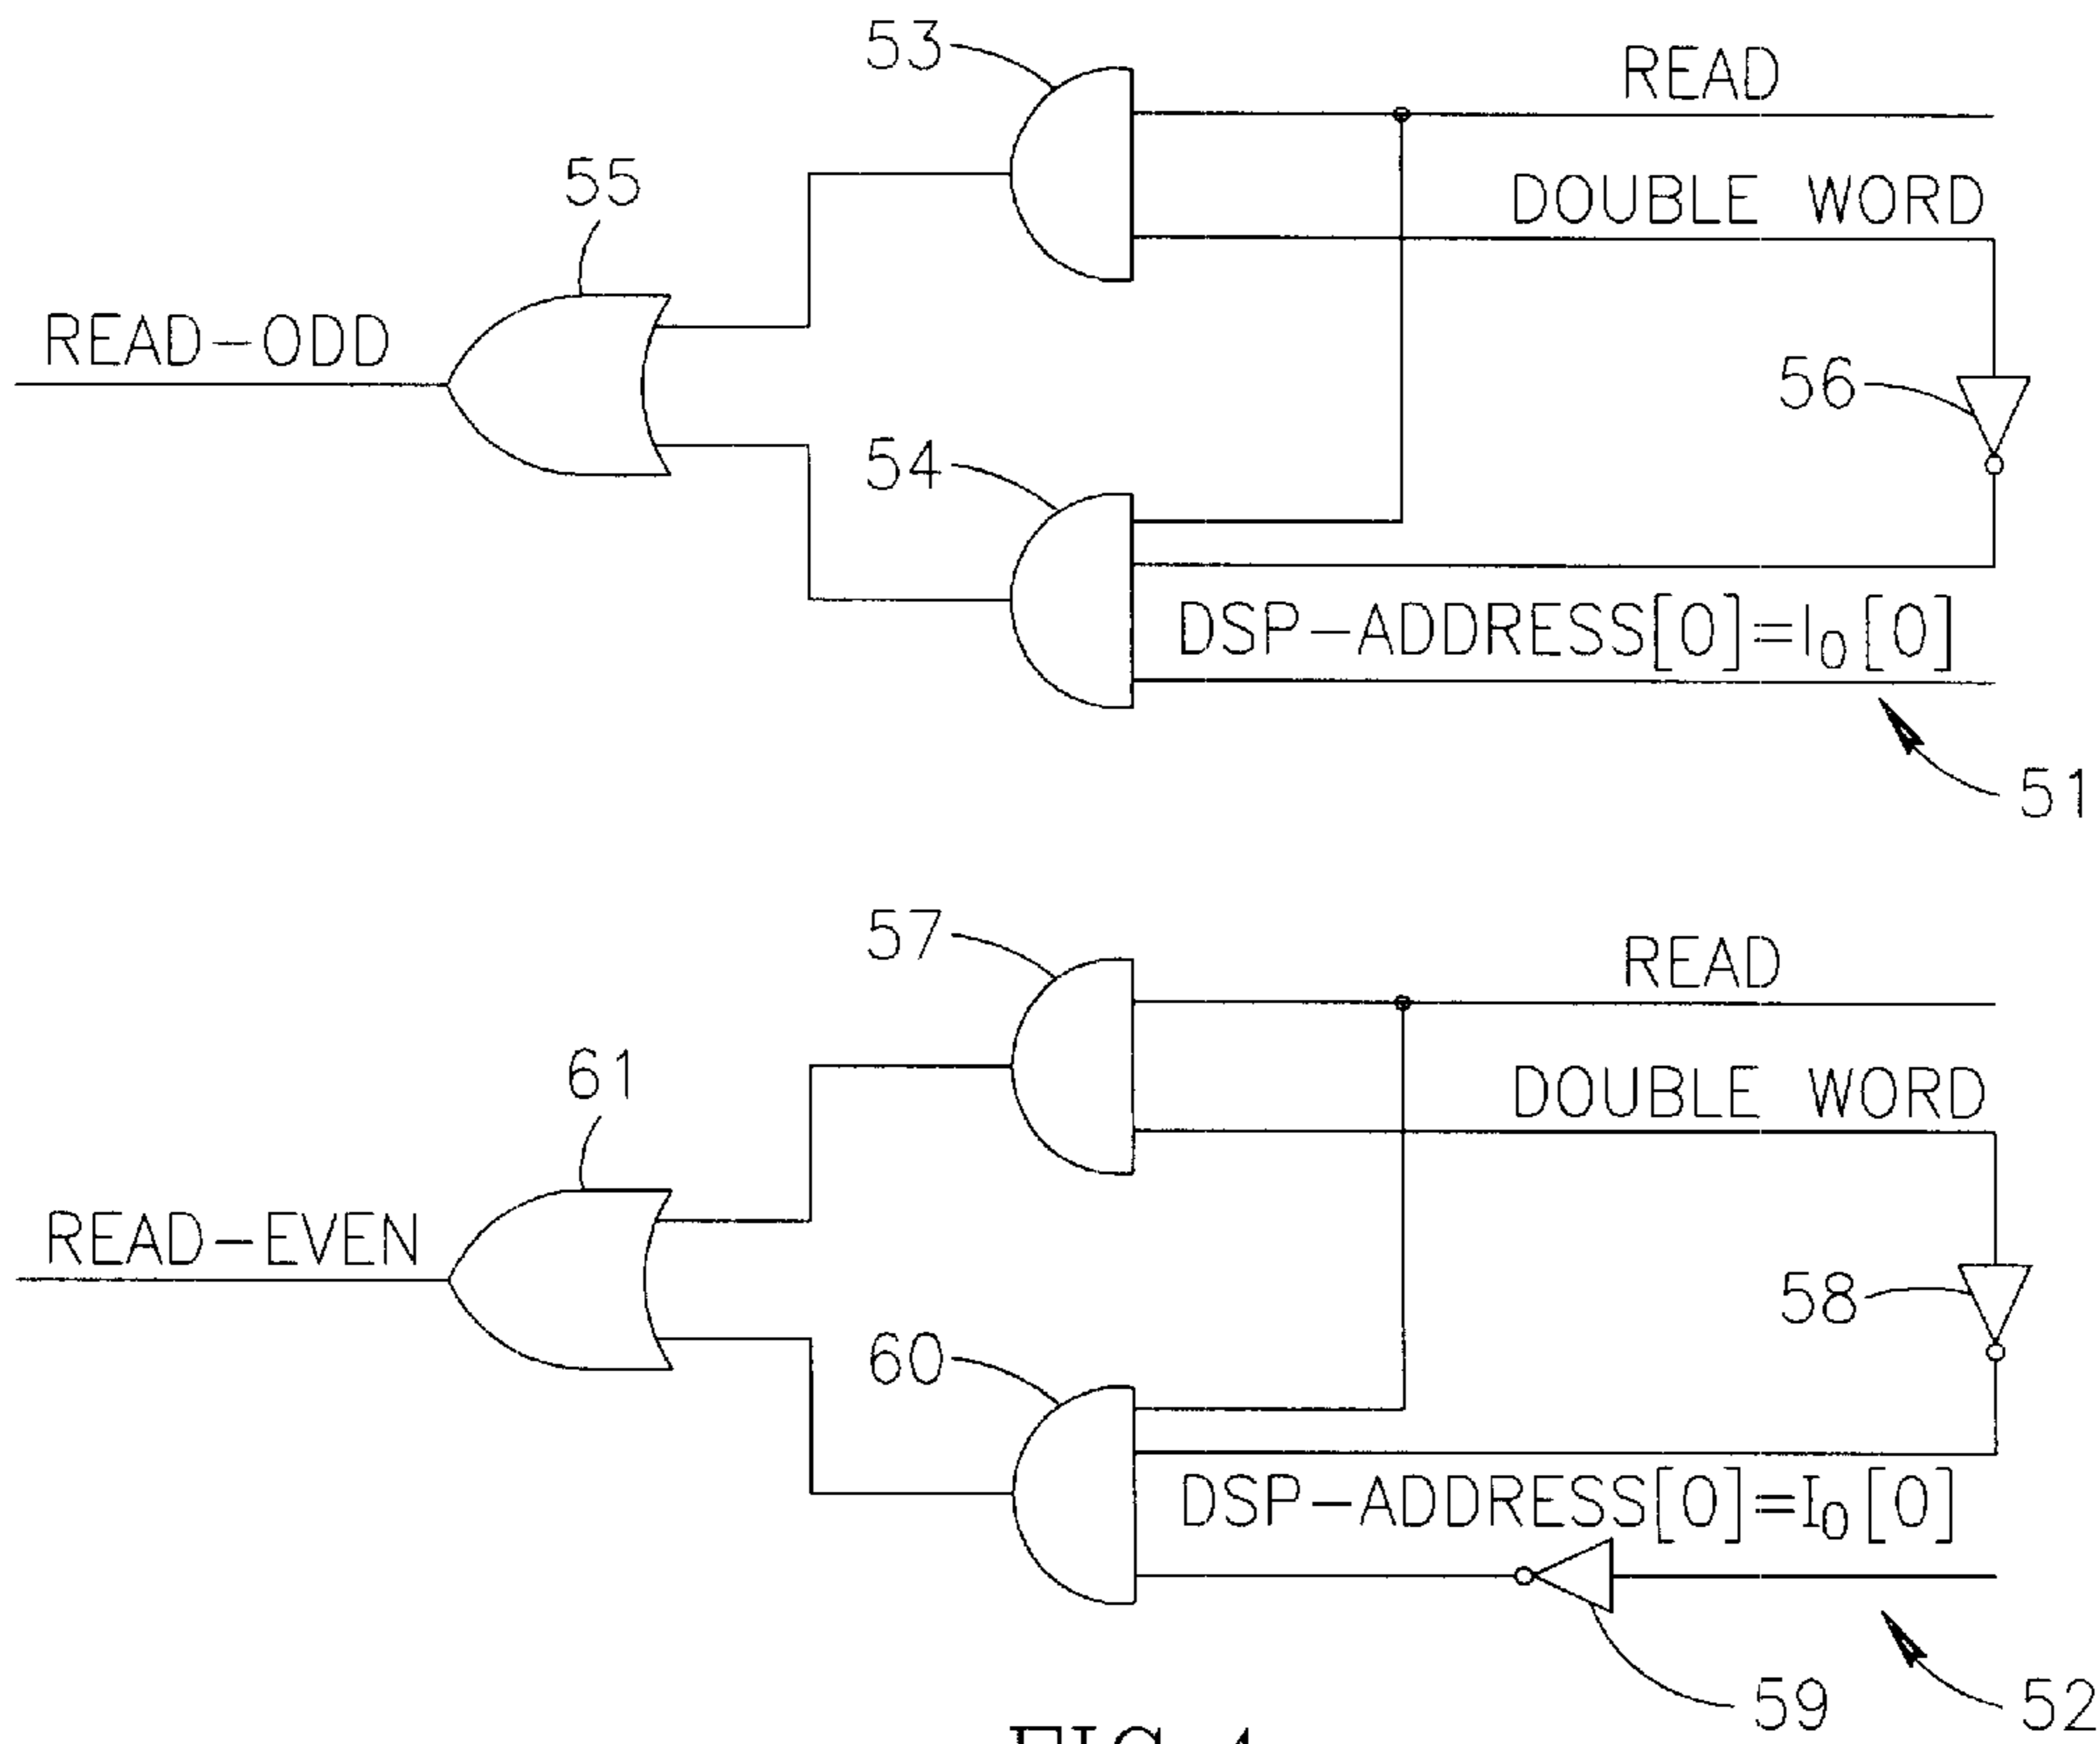 53
READ
55
DOUBLE WORD
READ-ODD
56
54
DSP-ADDRESS[0]=I0[0]
51
57
READ
61
DOUBLE WORD
READ-EVEN
58
60
DSP-ADDRESS[0]=I0[0]
59
52